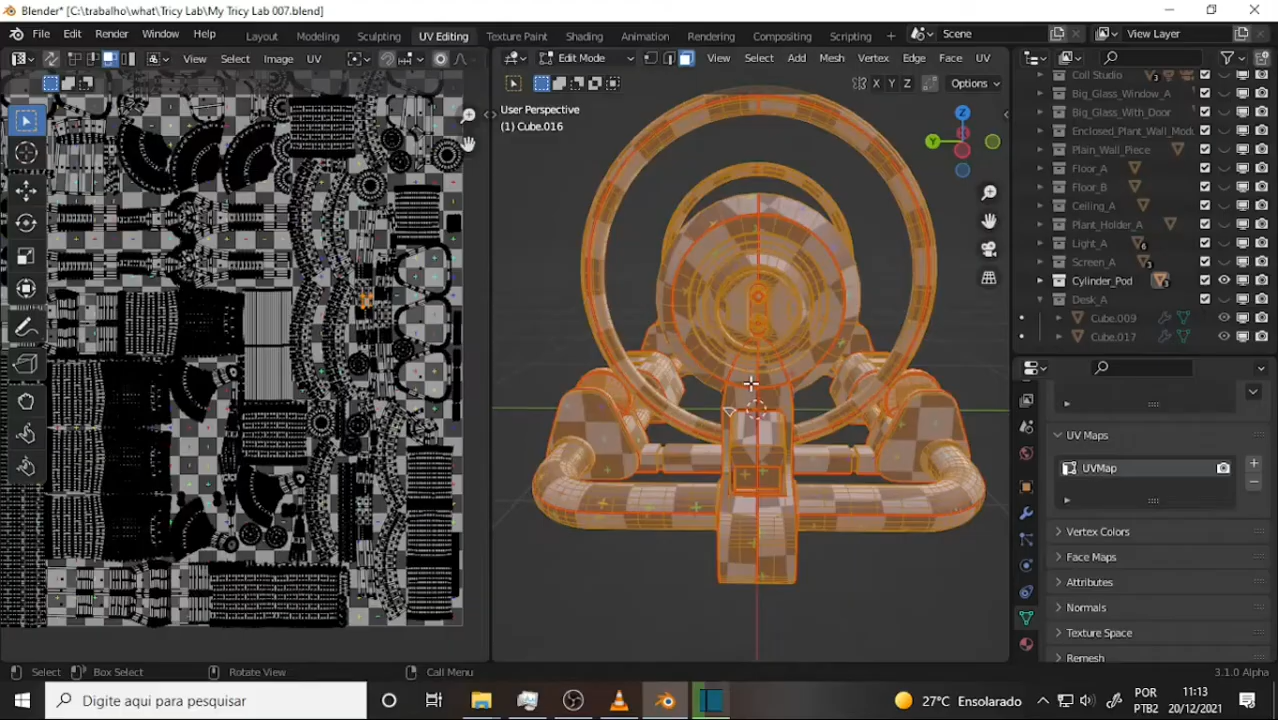 Blender* [C:\trabalho\what\Tricy Lab\My Tricy Lab 007.blend]
File Edit Render Window Help
Layout Modeling Sculpting UV Editing Texture Paint Shading Animation Rendering Compositing Scripting +
Scene
View Layer
View Select Image UV
Edit Mode
View Select Add Mesh Vertex Edge Face UV
X Y Z
Options
User Perspective
(1) Cube.016
Z
Y
Coll Studio
3
Big_Glass_Window_A
Big_Glass_With_Door
Enclosed_Plant_Wall_Modu
Plain_Wall_Piece
Floor_A
Floor_B
Ceiling_A
Plant_Holder_A
Light_A
6
Screen_A
3
Cylinder_Pod
3
Desk_A
Cube.009
Cube.017
UV Maps
UVMap
Vertex Colors
Face Maps
Attributes
Normals
Texture Space
Remesh
Select
Box Select
Rotate View
Call Menu
3.1.0 Alpha
Digite aqui para pesquisar
27°C Ensolarado
POR
PTB2
11:13
20/12/2021